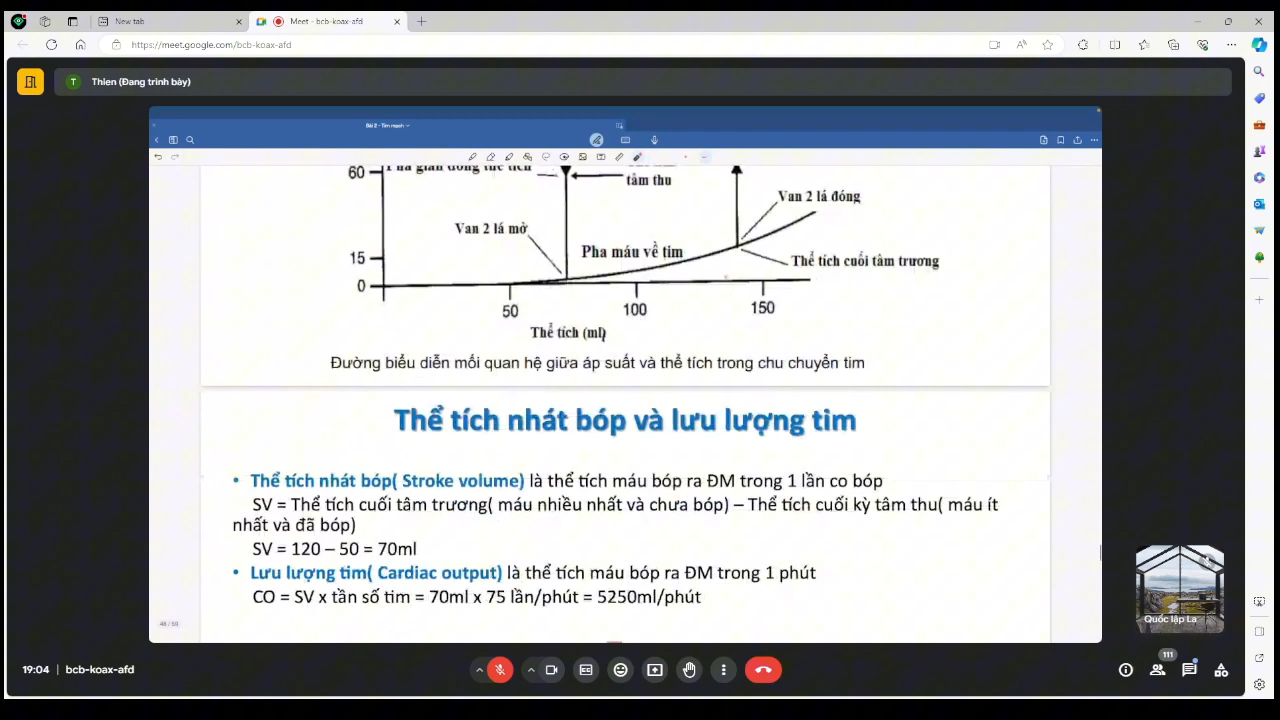 New tab
Meet - bcb-koax-afd
https://meet.google.com/bcb-koax-afd
T
Thien (Đang trình bày)
Bài 2 - Tim mạch
60
tâm thu
Van 2 lá đóng
Van 2 lá mở
Pha máu về tim
15
Thể tích cuối tâm trương
0
50
100
150
Thể tích (ml)
Đường biểu diễn mối quan hệ giữa áp suất và thể tích trong chu chuyển tim
Thể tích nhát bóp và lưu lượng tim
• Thể tích nhát bóp( Stroke volume) là thể tích máu bóp ra ĐM trong 1 lần co bóp
SV = Thể tích cuối tâm trương( máu nhiều nhất và chưa bóp) – Thể tích cuối kỳ tâm thu( máu ít
nhất và đã bóp)
SV = 120 – 50 = 70ml
• Lưu lượng tim( Cardiac output) là thể tích máu bóp ra ĐM trong 1 phút
CO = SV x tần số tim = 70ml x 75 lần/phút = 5250ml/phút
Quốc lập La
19:04
bcb-koax-afd
111